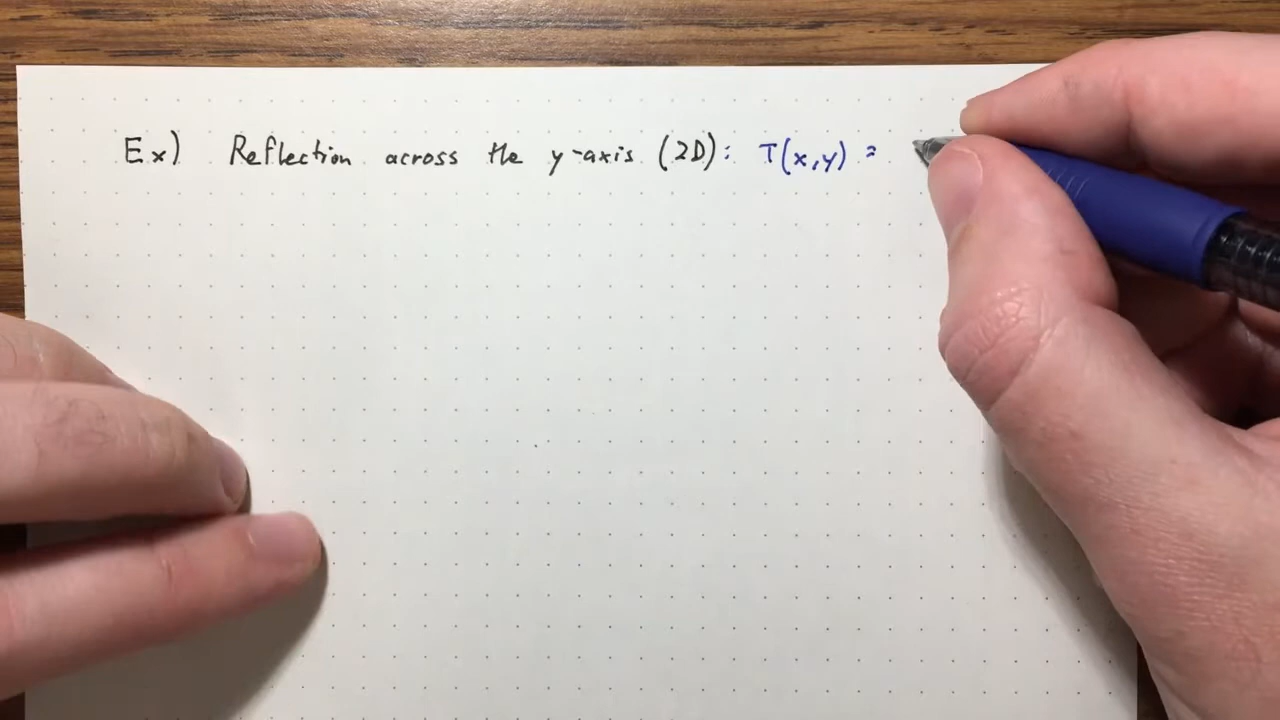 Ex) Reflection across the y-axis (2D): T(x,y) =